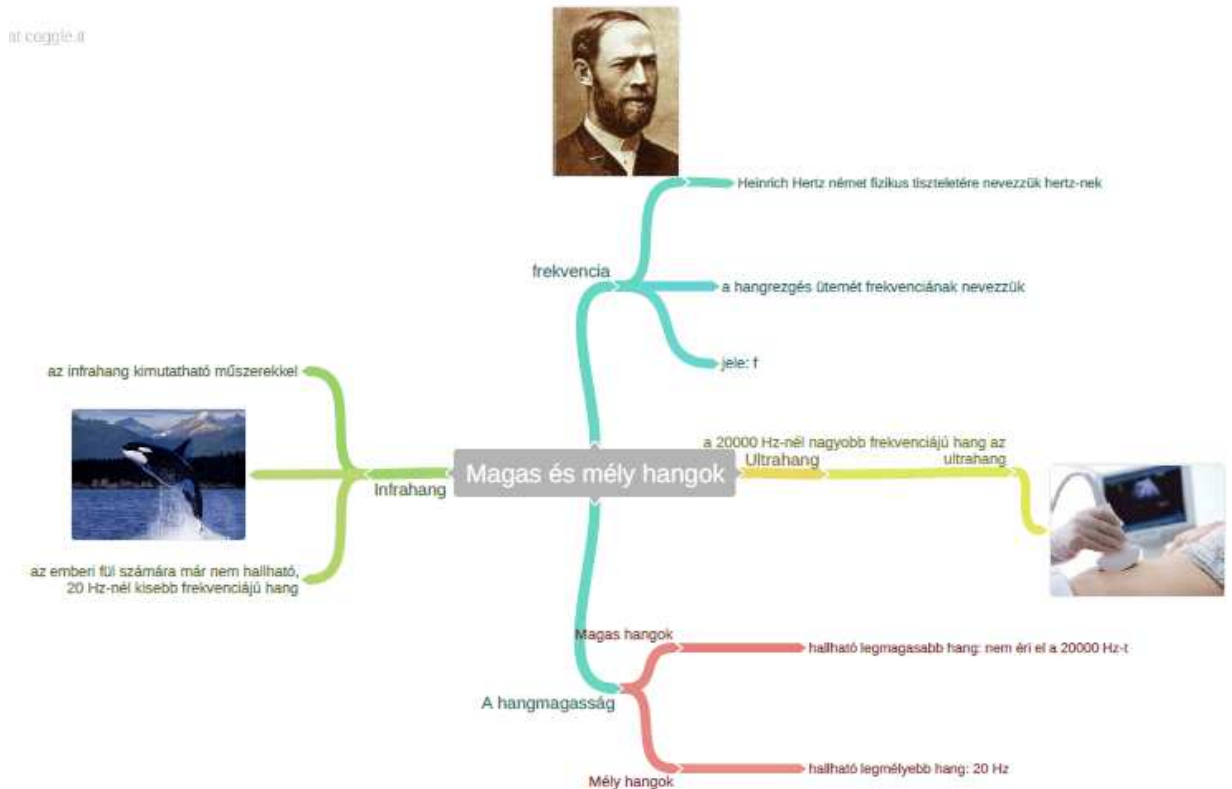 at coggle.it
Heinrich Hertz német fizikus tiszteletére nevezzük hertz-nek
frekvencia
a hangrezgés ütemét frekvenciának nevezzük
jele: f
az infrahang kimutatható műszerekkel
Infrahang
az emberi fül számára már nem hallható,
20 Hz-nél kisebb frekvenciájú hang
Magas és mély hangok
a 20000 Hz-nél nagyobb frekvenciájú hang az
ultrahang
Ultrahang
Magas hangok
hallható legmagasabb hang: nem éri el a 20000 Hz-t
A hangmagasság
Mély hangok
hallható legmélyebb hang: 20 Hz